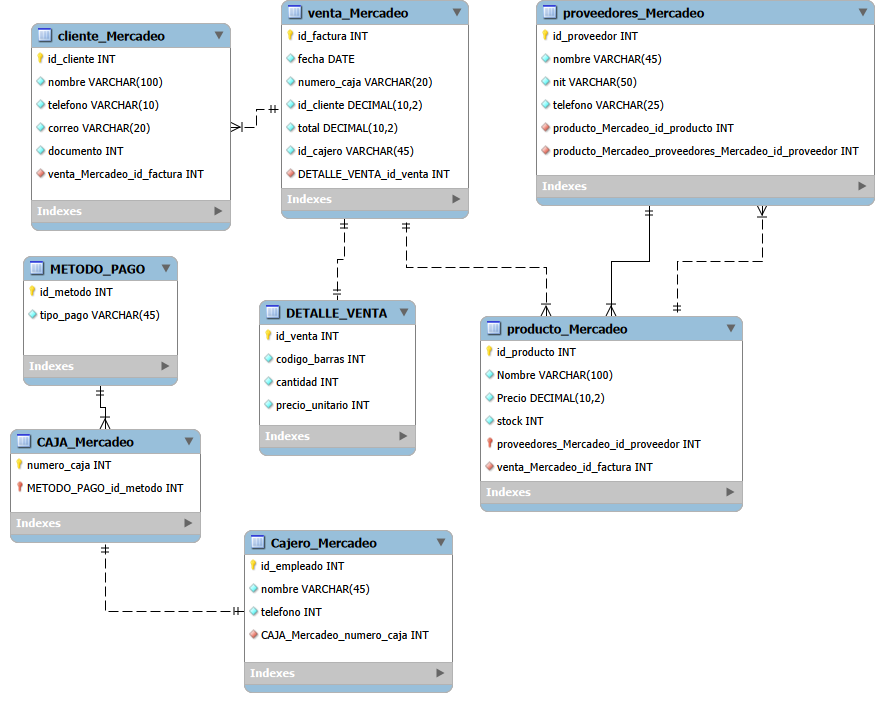 cliente_Mercadeo
id_cliente INT
nombre VARCHAR(100)
telefono VARCHAR(10)
correo VARCHAR(20)
documento INT
venta_Mercadeo_id_factura INT
Indexes
venta_Mercadeo
id_factura INT
fecha DATE
numero_caja VARCHAR(20)
id_cliente DECIMAL(10,2)
total DECIMAL(10,2)
id_cajero VARCHAR(45)
DETALLE_VENTA_id_venta INT
Indexes
proveedores_Mercadeo
id_proveedor INT
nombre VARCHAR(45)
nit VARCHAR(50)
telefono VARCHAR(25)
producto_Mercadeo_id_producto INT
producto_Mercadeo_proveedores_Mercadeo_id_proveedor INT
Indexes
METODO_PAGO
id_metodo INT
tipo_pago VARCHAR(45)
Indexes
DETALLE_VENTA
id_venta INT
codigo_barras INT
cantidad INT
precio_unitario INT
Indexes
producto_Mercadeo
id_producto INT
Nombre VARCHAR(100)
Precio DECIMAL(10,2)
stock INT
proveedores_Mercadeo_id_proveedor INT
venta_Mercadeo_id_factura INT
Indexes
CAJA_Mercadeo
numero_caja INT
METODO_PAGO_id_metodo INT
Indexes
Cajero_Mercadeo
id_empleado INT
nombre VARCHAR(45)
telefono INT
CAJA_Mercadeo_numero_caja INT
Indexes